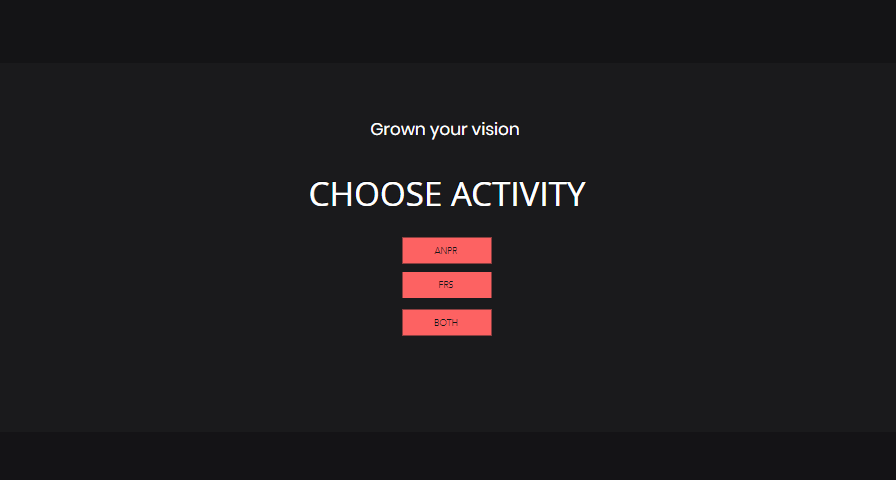 Grown your vision
CHOOSE ACTIVITY
ANPR
FRS
BOTH